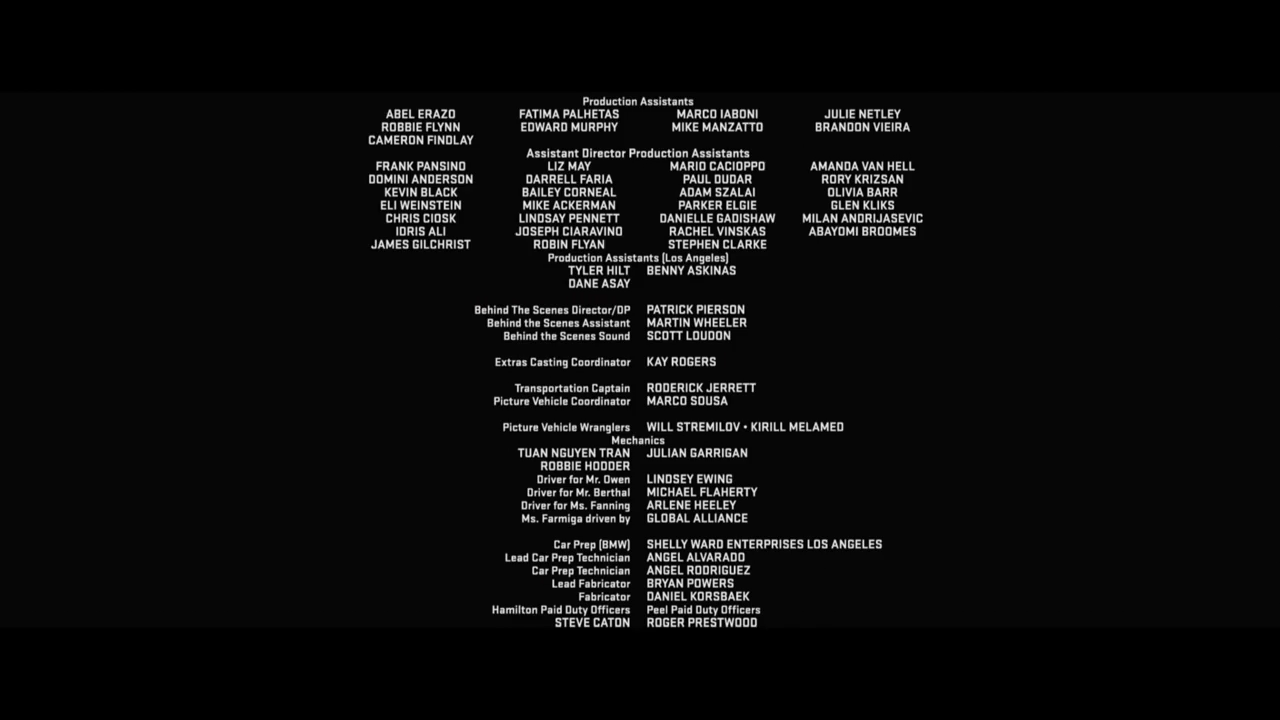 Production Assistants
ABEL ERAZO FATIMA PALHETAS MARCO IABONI JULIE NETLEY
ROBBIE FLYNN EDWARD MURPHY MIKE MANZATTO BRANDON VIEIRA
CAMERON FINDLAY
Assistant Director Production Assistants
FRANK PANSINO LIZ MAY MARIO CACIOPPO AMANDA VAN HELL
DOMINI ANDERSON DARRELL FARIA PAUL DUDAR RORY KRIZSAN
KEVIN BLACK BAILEY CORNEAL ADAM SZALAI OLIVIA BARR
ELI WEINSTEIN MIKE ACKERMAN PARKER ELGIE GLEN KLIKS
CHRIS CIOSK LINDSAY PENNETT DANIELLE GADISHAW MILAN ANDRIJASEVIC
IDRIS ALI JOSEPH CIARAVINO RACHEL VINSKAS ABAYOMI BROOMES
JAMES GILCHRIST ROBIN FLYAN STEPHEN CLARKE
Production Assistants (Los Angeles)
TYLER HILT BENNY ASKINAS
DANE ASAY
Behind The Scenes Director/DP PATRICK PIERSON
Behind the Scenes Assistant MARTIN WHEELER
Behind the Scenes Sound SCOTT LOUDON
Extras Casting Coordinator KAY ROGERS
Transportation Captain RODERICK JERRETT
Picture Vehicle Coordinator MARCO SOUSA
Picture Vehicle Wranglers WILL STREMILOV • KIRILL MELAMED
Mechanics
TUAN NGUYEN TRAN JULIAN GARRIGAN
ROBBIE HODDER
Driver for Mr. Owen LINDSEY EWING
Driver for Mr. Berthal MICHAEL FLAHERTY
Driver for Ms. Fanning ARLENE HEELEY
Ms. Farmiga driven by GLOBAL ALLIANCE
Car Prep (BMW) SHELLY WARD ENTERPRISES LOS ANGELES
Lead Car Prep Technician ANGEL ALVARADO
Car Prep Technician ANGEL RODRIGUEZ
Lead Fabricator BRYAN POWERS
Fabricator DANIEL KORSBAEK
Hamilton Paid Duty Officers Peel Paid Duty Officers
STEVE CATON ROGER PRESTWOOD